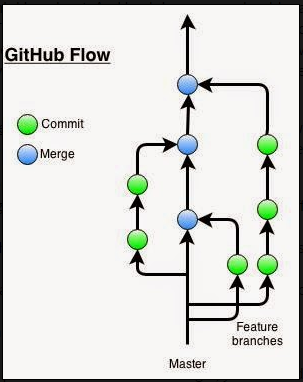 GitHub Flow
Commit
Merge
Feature
branches
Master